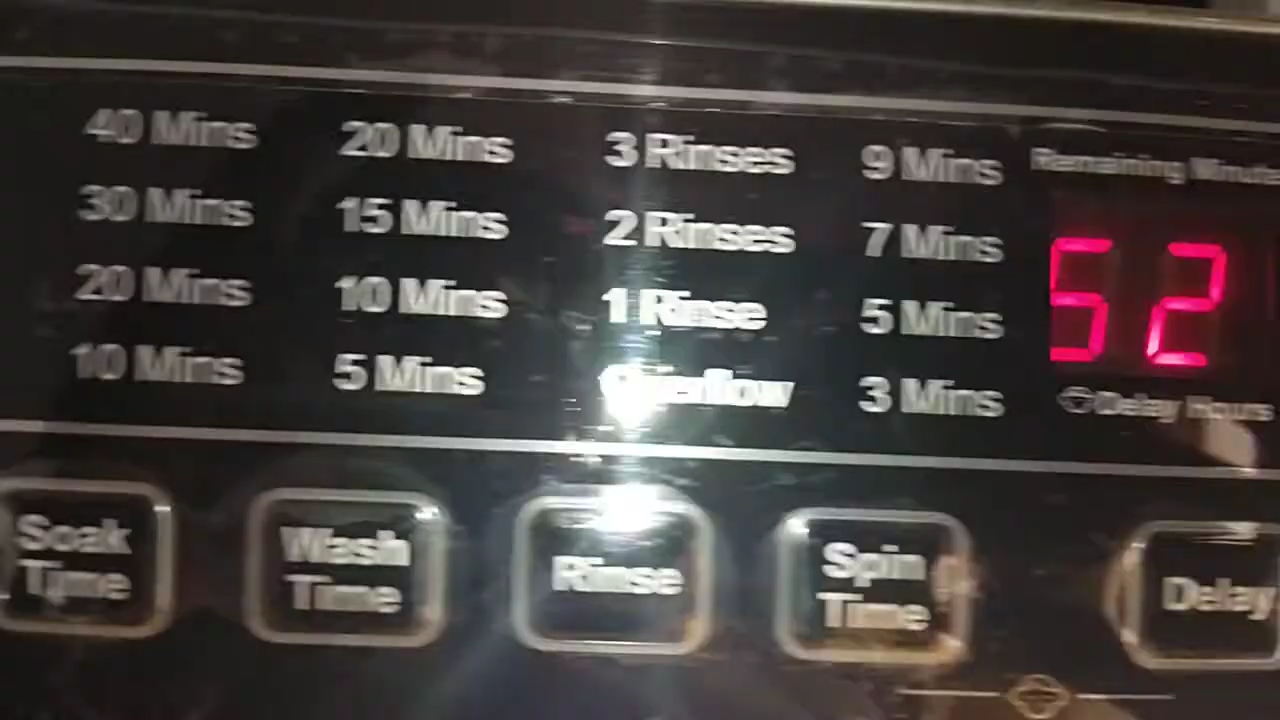 40 Mins 20 Mins 3 Rinses 9 Mins Remaining Minute
30 Mins 15 Mins 2 Rinses 7 Mins
20 Mins 10 Mins 1 Rinse 5 Mins 52
10 Mins 5 Mins Overflow 3 Mins Delay Hours
Soak Time
Wash Time
Rinse
Spin Time
Delay